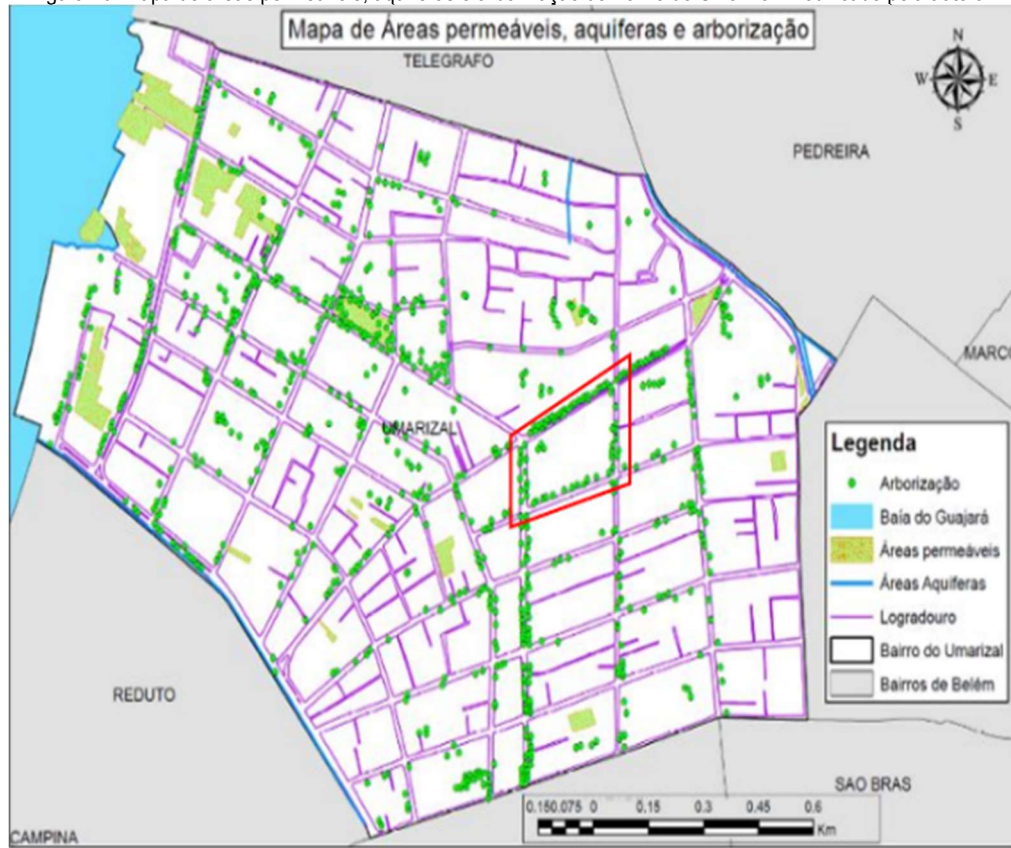 Mapa de Áreas permeáveis, aquiferas e arborização
TELEGRAFO
N
W E
S
PEDREIRA
MARCO
UMARIZAL
Legenda
Arborização
Baía do Guajará
Áreas permeáveis
Áreas Aquiferas
Logradouro
Bairro do Umarizal
Bairros de Belém
REDUTO
SAO BRAS
0.150.075 0 0.15 0.3 0.45 0.6
Km
CAMPINA